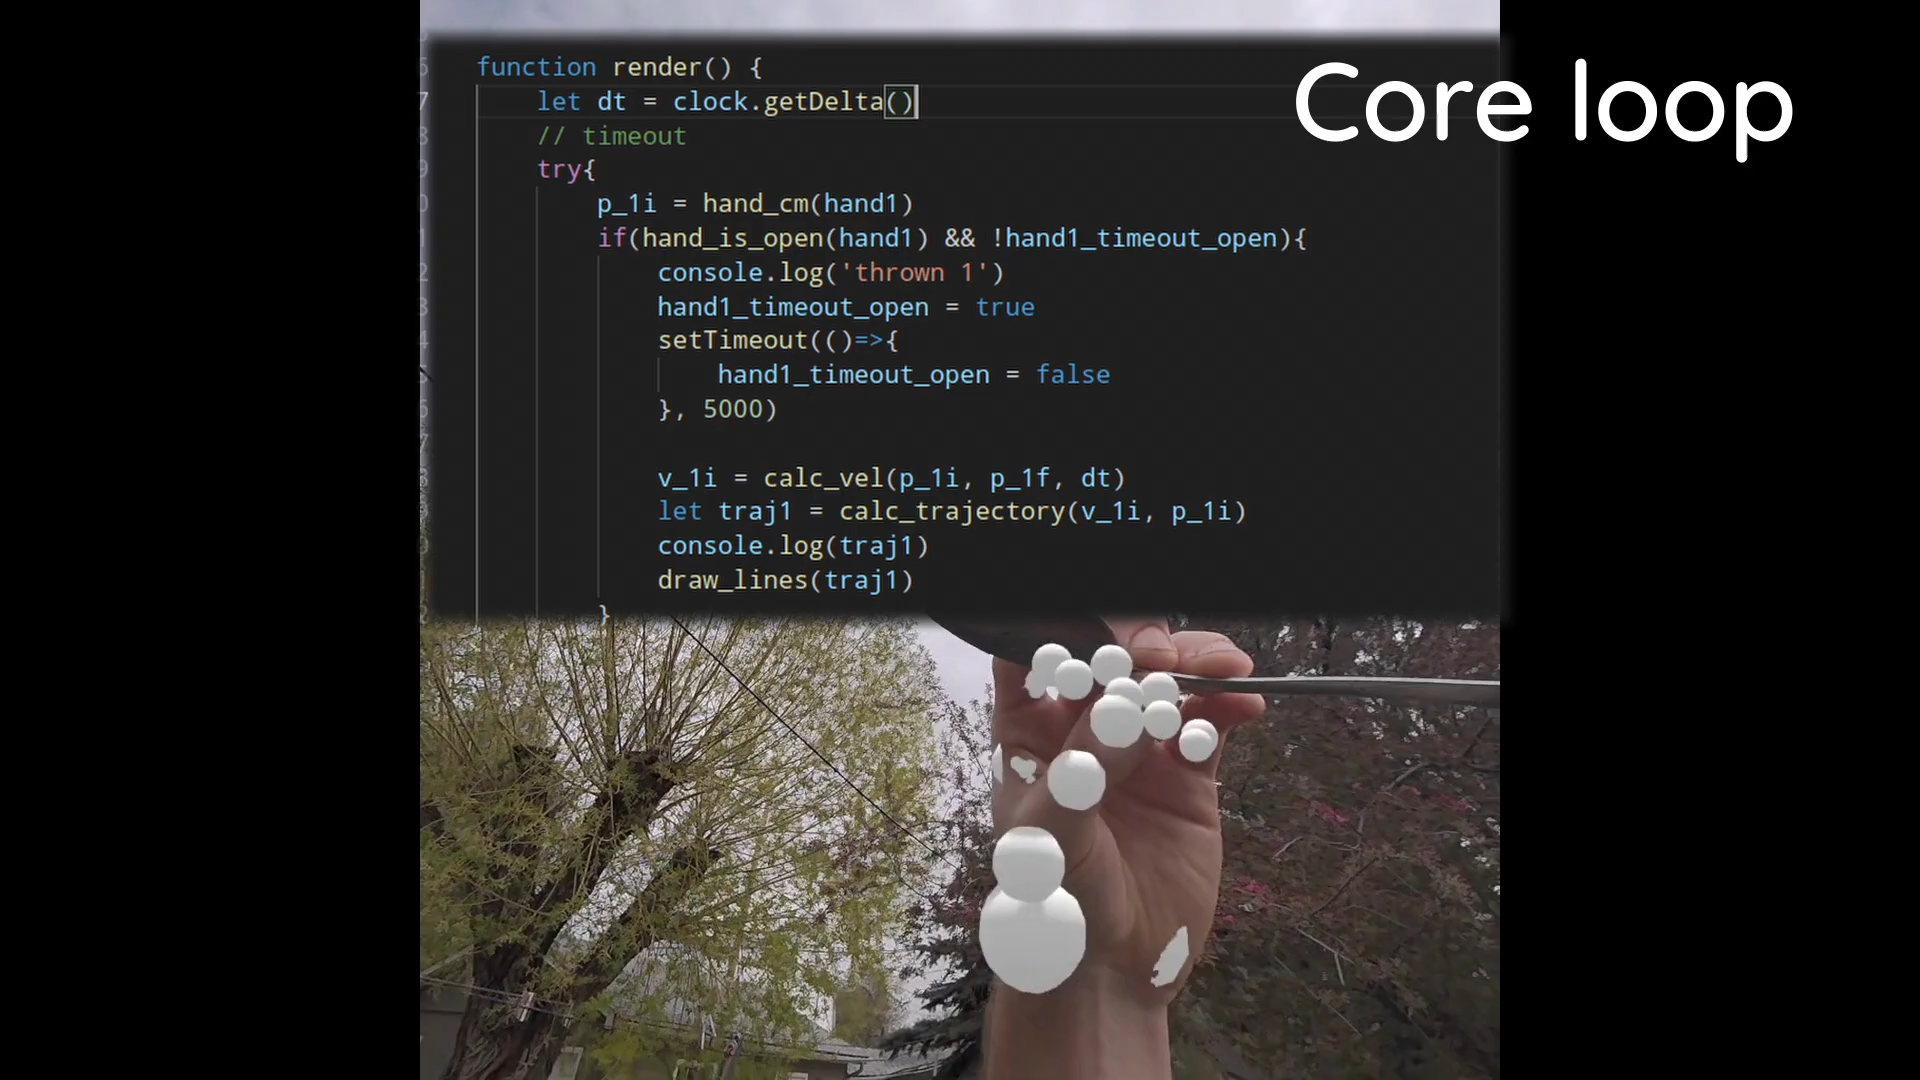 Core loop
function render() {
let dt = clock.getDelta()
// timeout
try{
p_1i = hand_cm(hand1)
if(hand_is_open(hand1) && !hand1_timeout_open){
console.log('thrown 1')
hand1_timeout_open = true
setTimeout(()=>{
hand1_timeout_open = false
}, 5000)
v_1i = calc_vel(p_1i, p_1f, dt)
let traj1 = calc_trajectory(v_1i, p_1i)
console.log(traj1)
draw_lines(traj1)
}